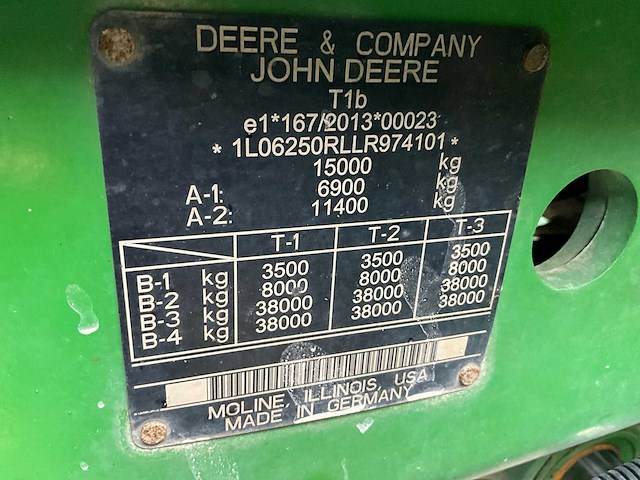 DEERE & COMPANY
JOHN DEERE
T1b
e1*167/2013*00023
* 1L06250RLLR974101 *
15000 kg
A-1: 6900 kg
A-2: 11400 kg
T-1 T-2 T-3
B-1 kg 3500 3500 3500
B-2 kg 8000 8000 8000
B-3 kg 38000 38000 38000
B-4 kg 38000 38000 38000
MOLINE, ILLINOIS, USA
MADE IN GERMANY